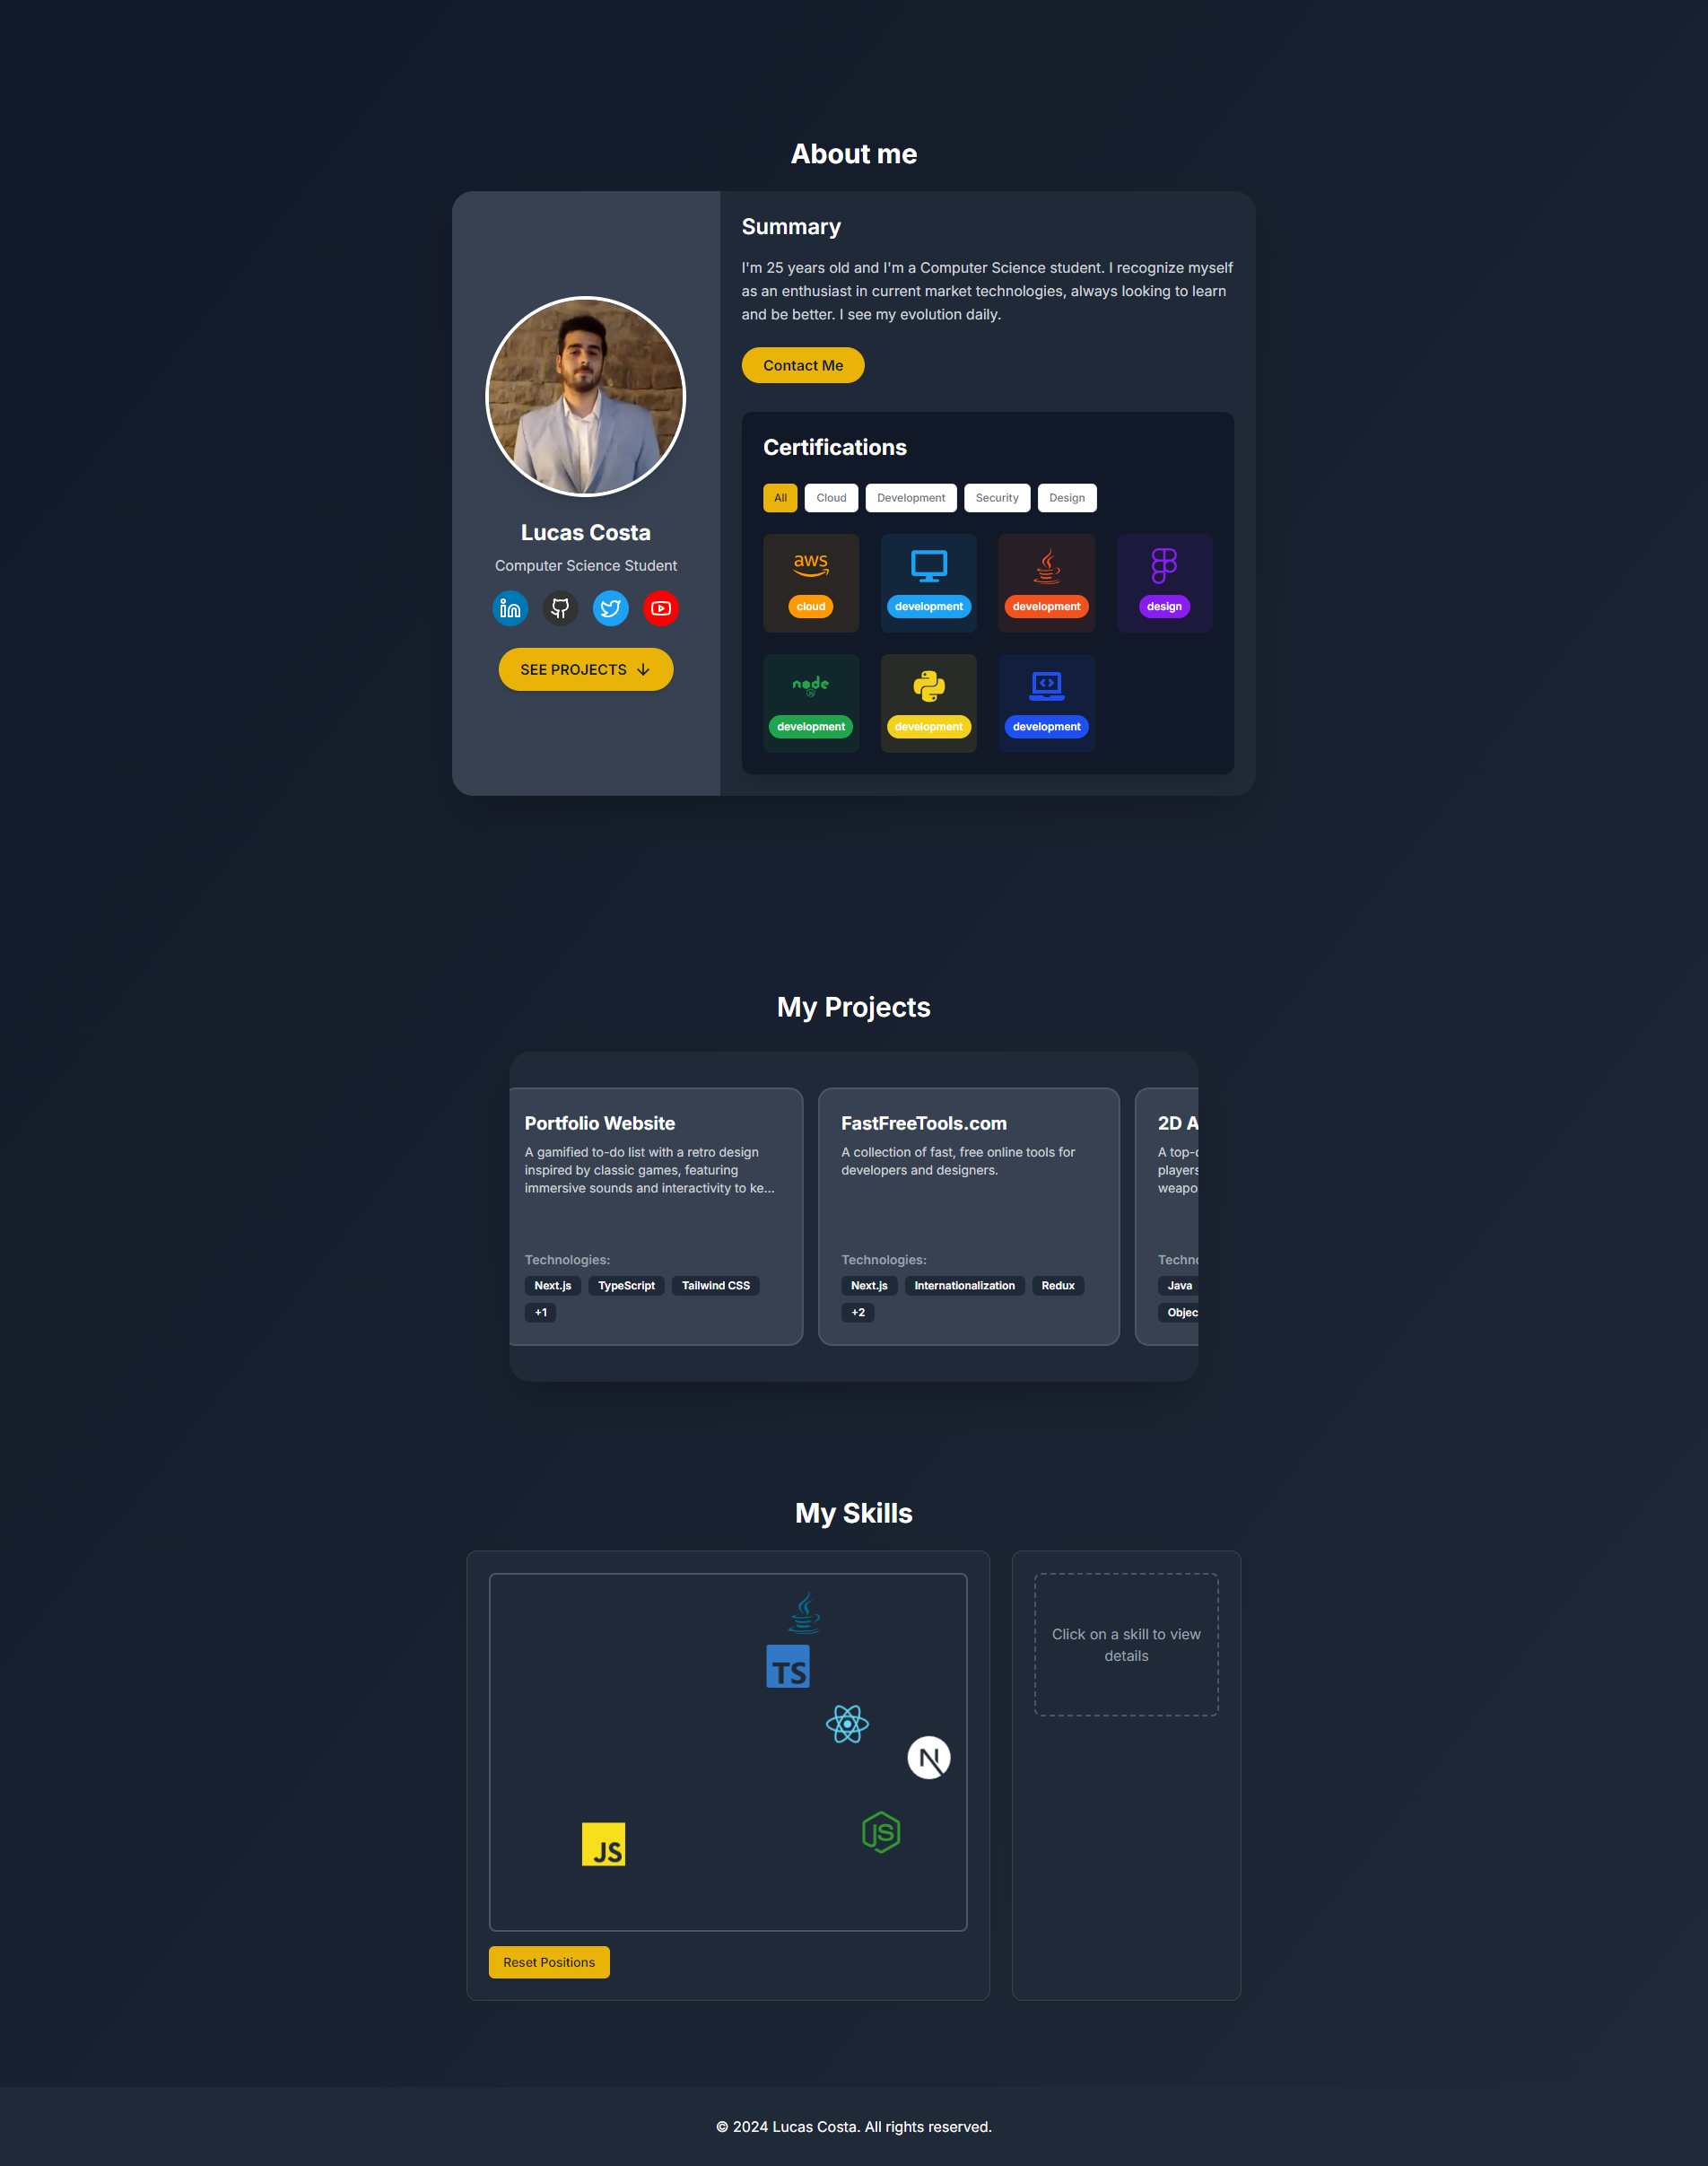 About me
Lucas Costa
Computer Science Student
in
SEE PROJECTS
Summary
I'm 25 years old and I'm a Computer Science student. I recognize myself
as an enthusiast in current market technologies, always looking to learn
and be better. I see my evolution daily.
Contact Me
Certifications
All Cloud Development Security Design
aws
cloud development development design
node
JS
development development development
My Projects
Portfolio Website
A gamified to-do list with a retro design
inspired by classic games, featuring
immersive sounds and interactivity to ke...
Technologies:
Next.js TypeScript Tailwind CSS
+1
FastFreeTools.com
A collection of fast, free online tools for
developers and designers.
Technologies:
Next.js Internationalization Redux
+2
2D A
A top-
players
weapo
Techno
Java
Objec
My Skills
TS
N
JS
JS
Reset Positions
Click on a skill to view
details
© 2024 Lucas Costa. All rights reserved.